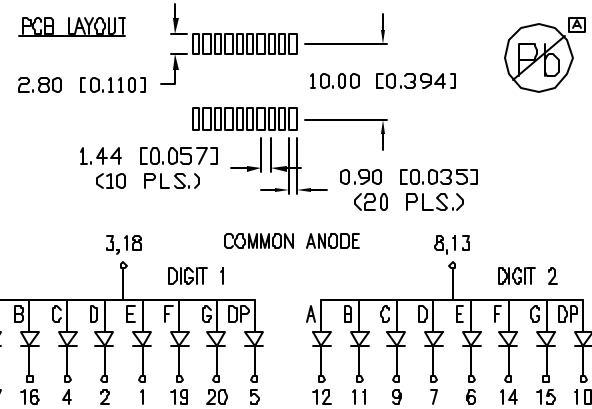 PCB LAYOUT
A
Pb
2.80 [0.110]
10.00 [0.394]
1.44 [0.057]
(10 PLS.)
0.90 [0.035]
(20 PLS.)
3,18 COMMON ANODE 8,13
DIGIT 1 DIGIT 2
B C D E F G DP A B C D E F G DP
16 4 2 1 19 20 5 12 11 9 7 6 14 15 10